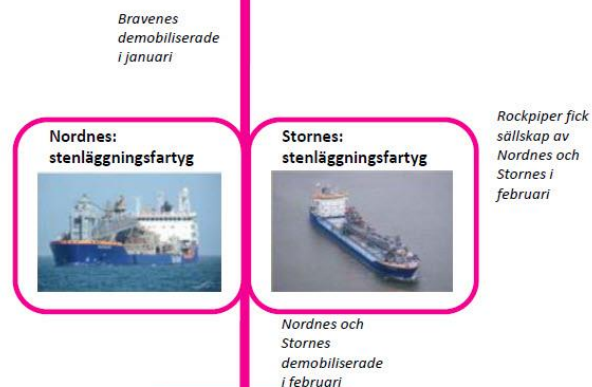 Bravenes
demobiliserade
i januari
Nordnes:
stenläggningsfartyg
Stornes:
stenläggningsfartyg
Rockpiper fick
sällskap av
Nordnes och
Stornes i
februari
Nordnes och
Stornes
demobiliserade
i februari